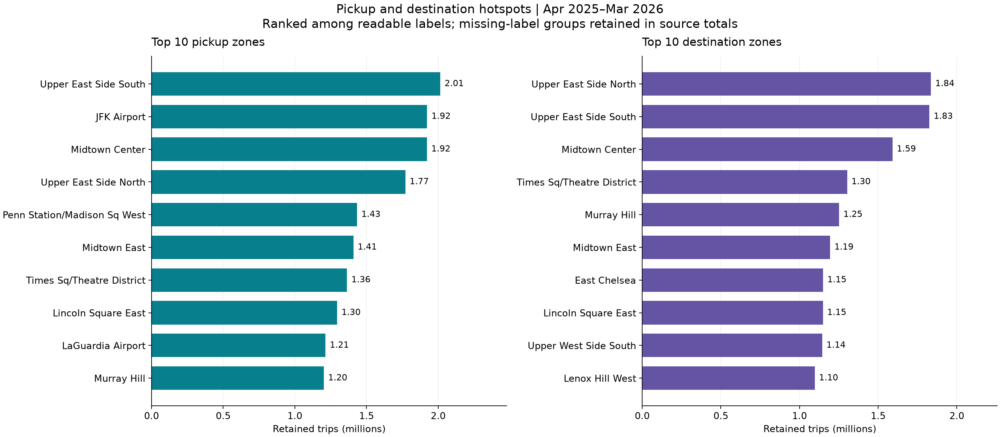 Pickup and destination hotspots | Apr 2025–Mar 2026
Ranked among readable labels; missing-label groups retained in source totals
Top 10 pickup zones
Upper East Side South 2.01
JFK Airport 1.92
Midtown Center 1.92
Upper East Side North 1.77
Penn Station/Madison Sq West 1.43
Midtown East 1.41
Times Sq/Theatre District 1.36
Lincoln Square East 1.30
LaGuardia Airport 1.21
Murray Hill 1.20
0.0 0.5 1.0 1.5 2.0
Retained trips (millions)
Top 10 destination zones
Upper East Side North 1.84
Upper East Side South 1.83
Midtown Center 1.59
Times Sq/Theatre District 1.30
Murray Hill 1.25
Midtown East 1.19
East Chelsea 1.15
Lincoln Square East 1.15
Upper West Side South 1.14
Lenox Hill West 1.10
0.0 0.5 1.0 1.5 2.0
Retained trips (millions)